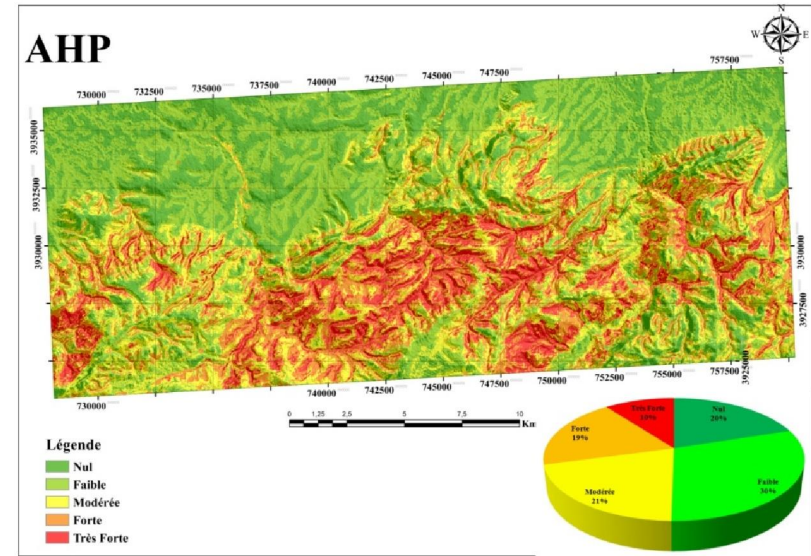 AHP
N
W E
S
730000 732500 735000 737500 740000 742500 745000 747500 757500
3935000
3932500
3930000
3930000
3927500
3925000
730000 740000 742500 745000 747500 750000 752500 755000 757500
0 1,25 2,5 5 7,5 10
Km
Légende
Nul
Faible
Modérée
Forte
Très Forte
Très Forte
10%
Nul
20%
Forte
19%
Faible
30%
Modérée
21%